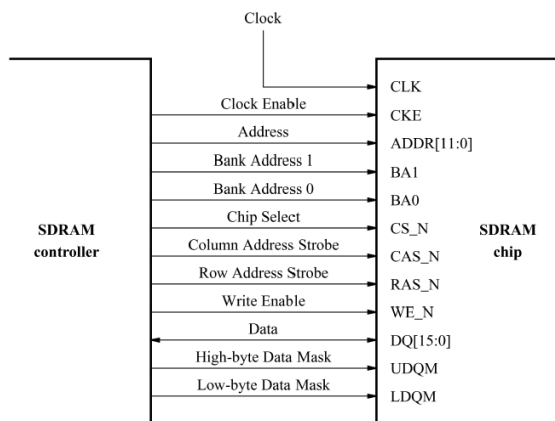 Clock
CLK
Clock Enable CKE
Address ADDR[11:0]
Bank Address 1 BA1
Bank Address 0 BA0
SDRAM Chip Select CS_N SDRAM
controller Column Address Strobe CAS_N chip
Row Address Strobe RAS_N
Write Enable WE_N
Data DQ[15:0]
High-byte Data Mask UDQM
Low-byte Data Mask LDQM